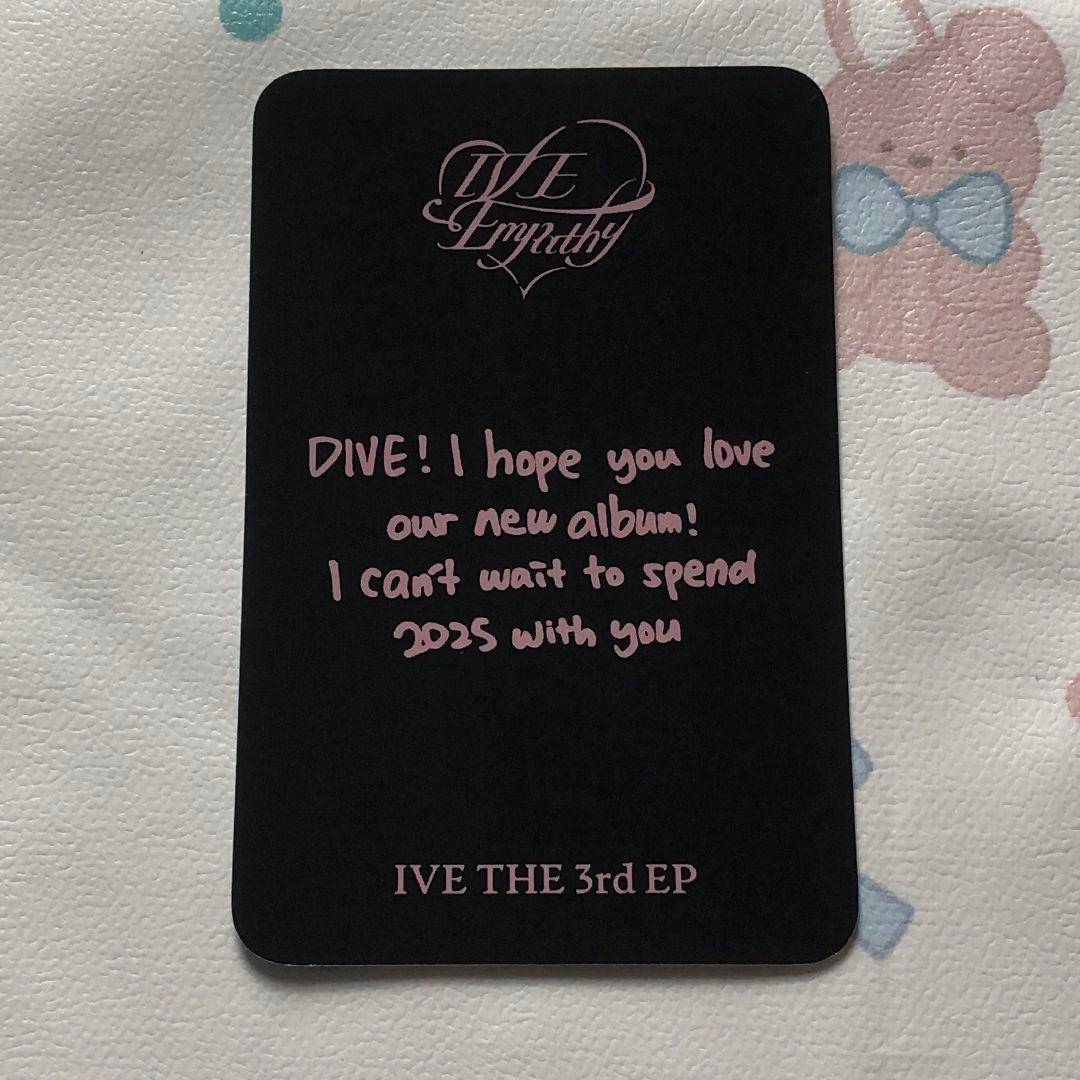 IVE
Empathy
DIVE! I hope you love
our new album!
I can't wait to spend
2025 with you
IVE THE 3rd EP